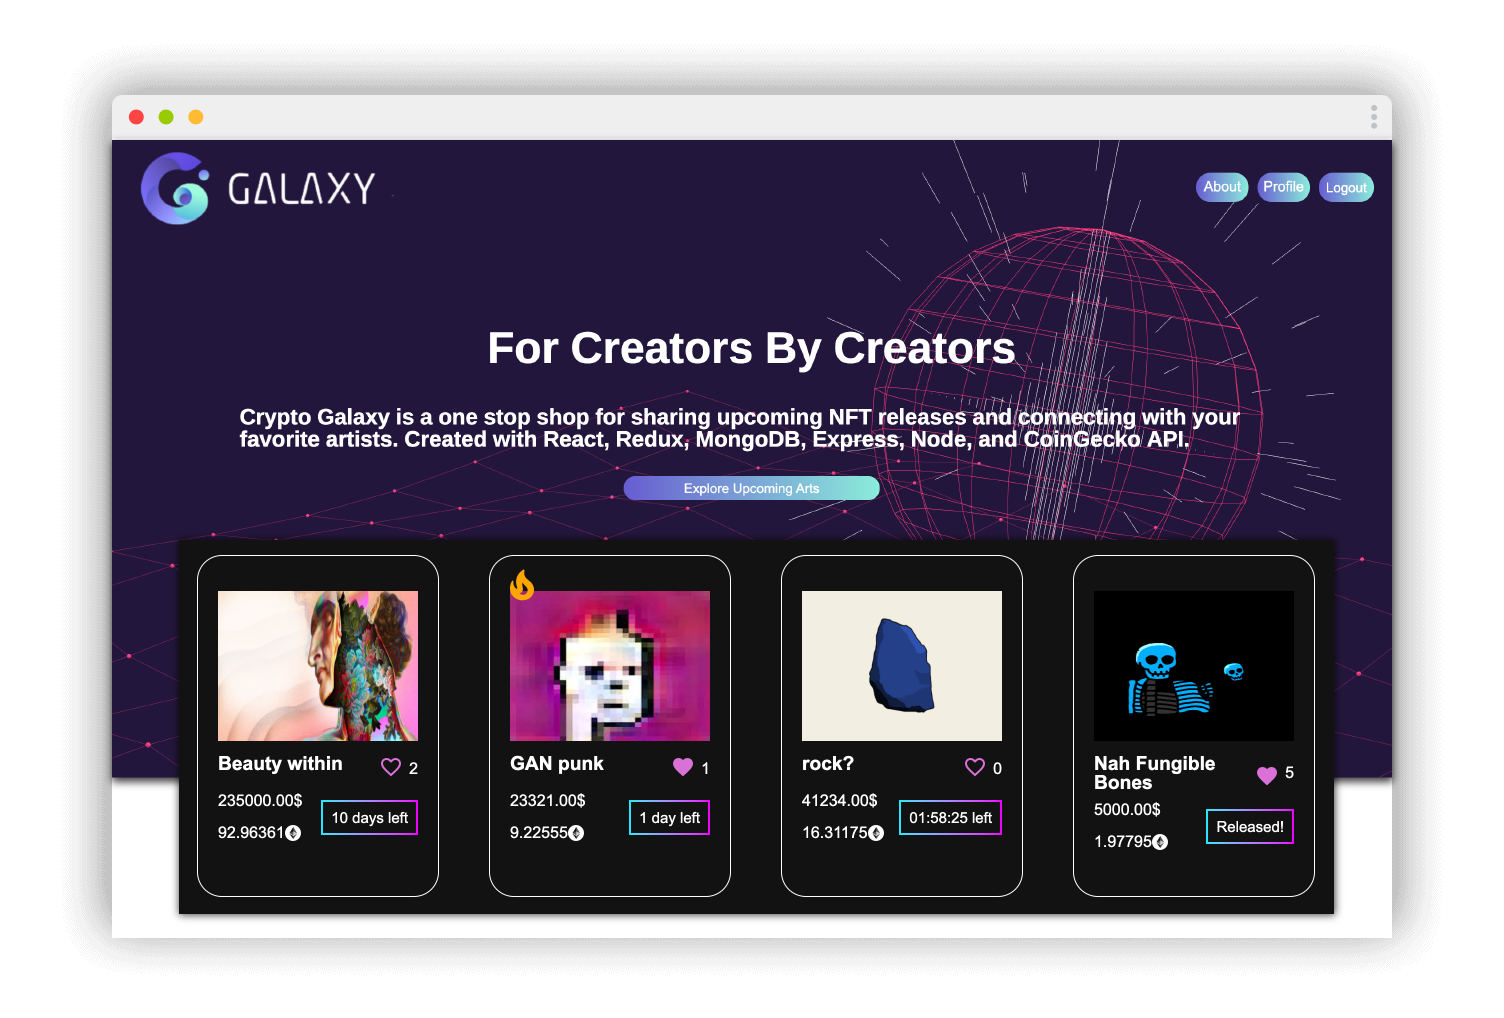 GALAXY
About Profile Logout
For Creators By Creators
Crypto Galaxy is a one stop shop for sharing upcoming NFT releases and connecting with your
favorite artists. Created with React, Redux, MongoDB, Express, Node, and CoinGecko API.
Explore Upcoming Arts
Beauty within 2
235000.00$
10 days left
92.96361
GAN punk 1
23321.00$
1 day left
9.22555
rock? 0
41234.00$
01:58:25 left
16.31175
Nah Fungible
Bones
5
5000.00$
Released!
1.97795